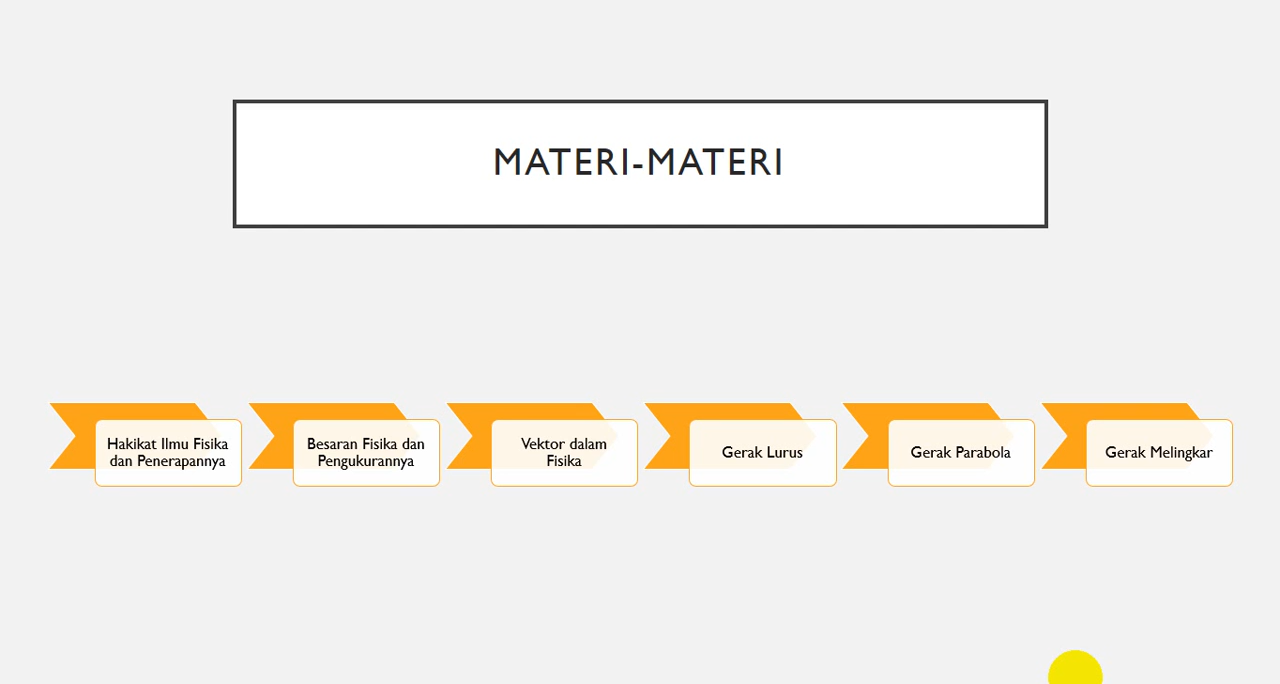 MATERI-MATERI
Hakikat Ilmu Fisika
dan Penerapannya
Besaran Fisika dan
Pengukurannya
Vektor dalam
Fisika
Gerak Lurus
Gerak Parabola
Gerak Melingkar